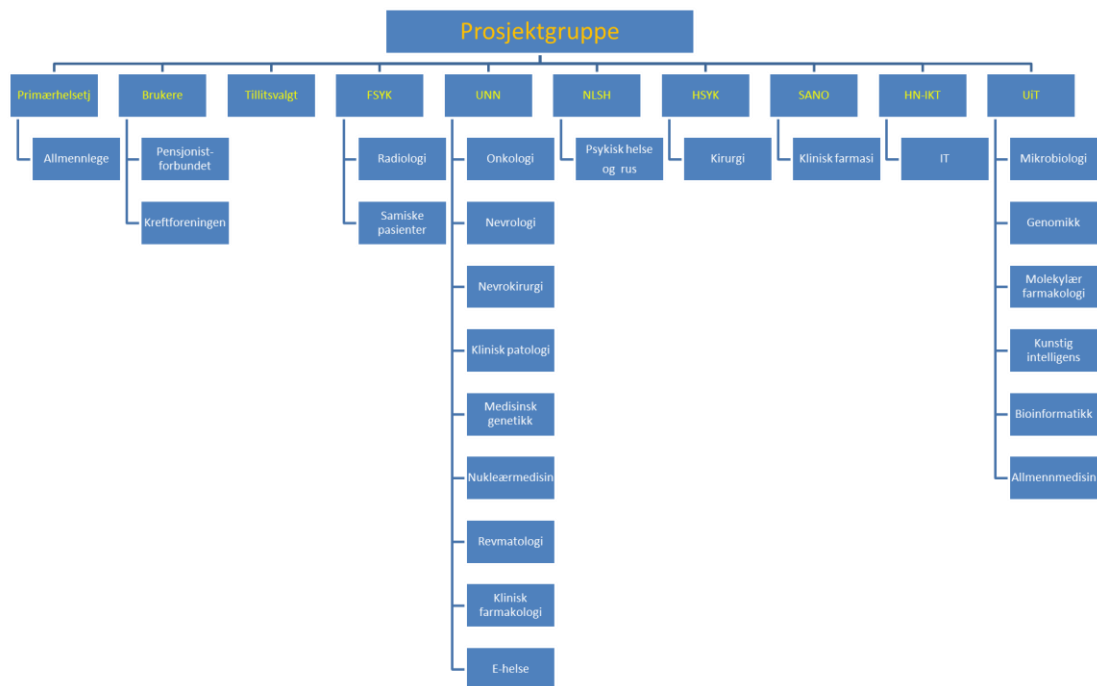 Prosjektgruppe
Primærhelsetj
Brukere
Tillitsvalgt
FSYK
UNN
NLSH
HSYK
SANO
HN-IKT
UiT
Allmennlege
Pensjonist-
forbundet
Kreftforeningen
Radiologi
Samiske
pasienter
Onkologi
Nevrologi
Nevrokirurgi
Klinisk patologi
Medisinsk
genetikk
Nukleærmedisin
Revmatologi
Klinisk
farmakologi
E-helse
Psykisk helse
og rus
Kirurgi
Klinisk farmasi
IT
Mikrobiologi
Genomikk
Molekylær
farmakologi
Kunstig
intelligens
Bioinformatikk
Allmennmedisin